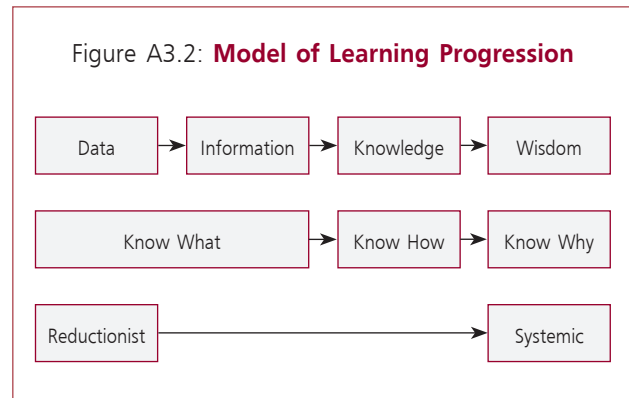 Figure A3.2: Model of Learning Progression
Data Information Knowledge Wisdom
Know What Know How Know Why
Reductionist Systemic